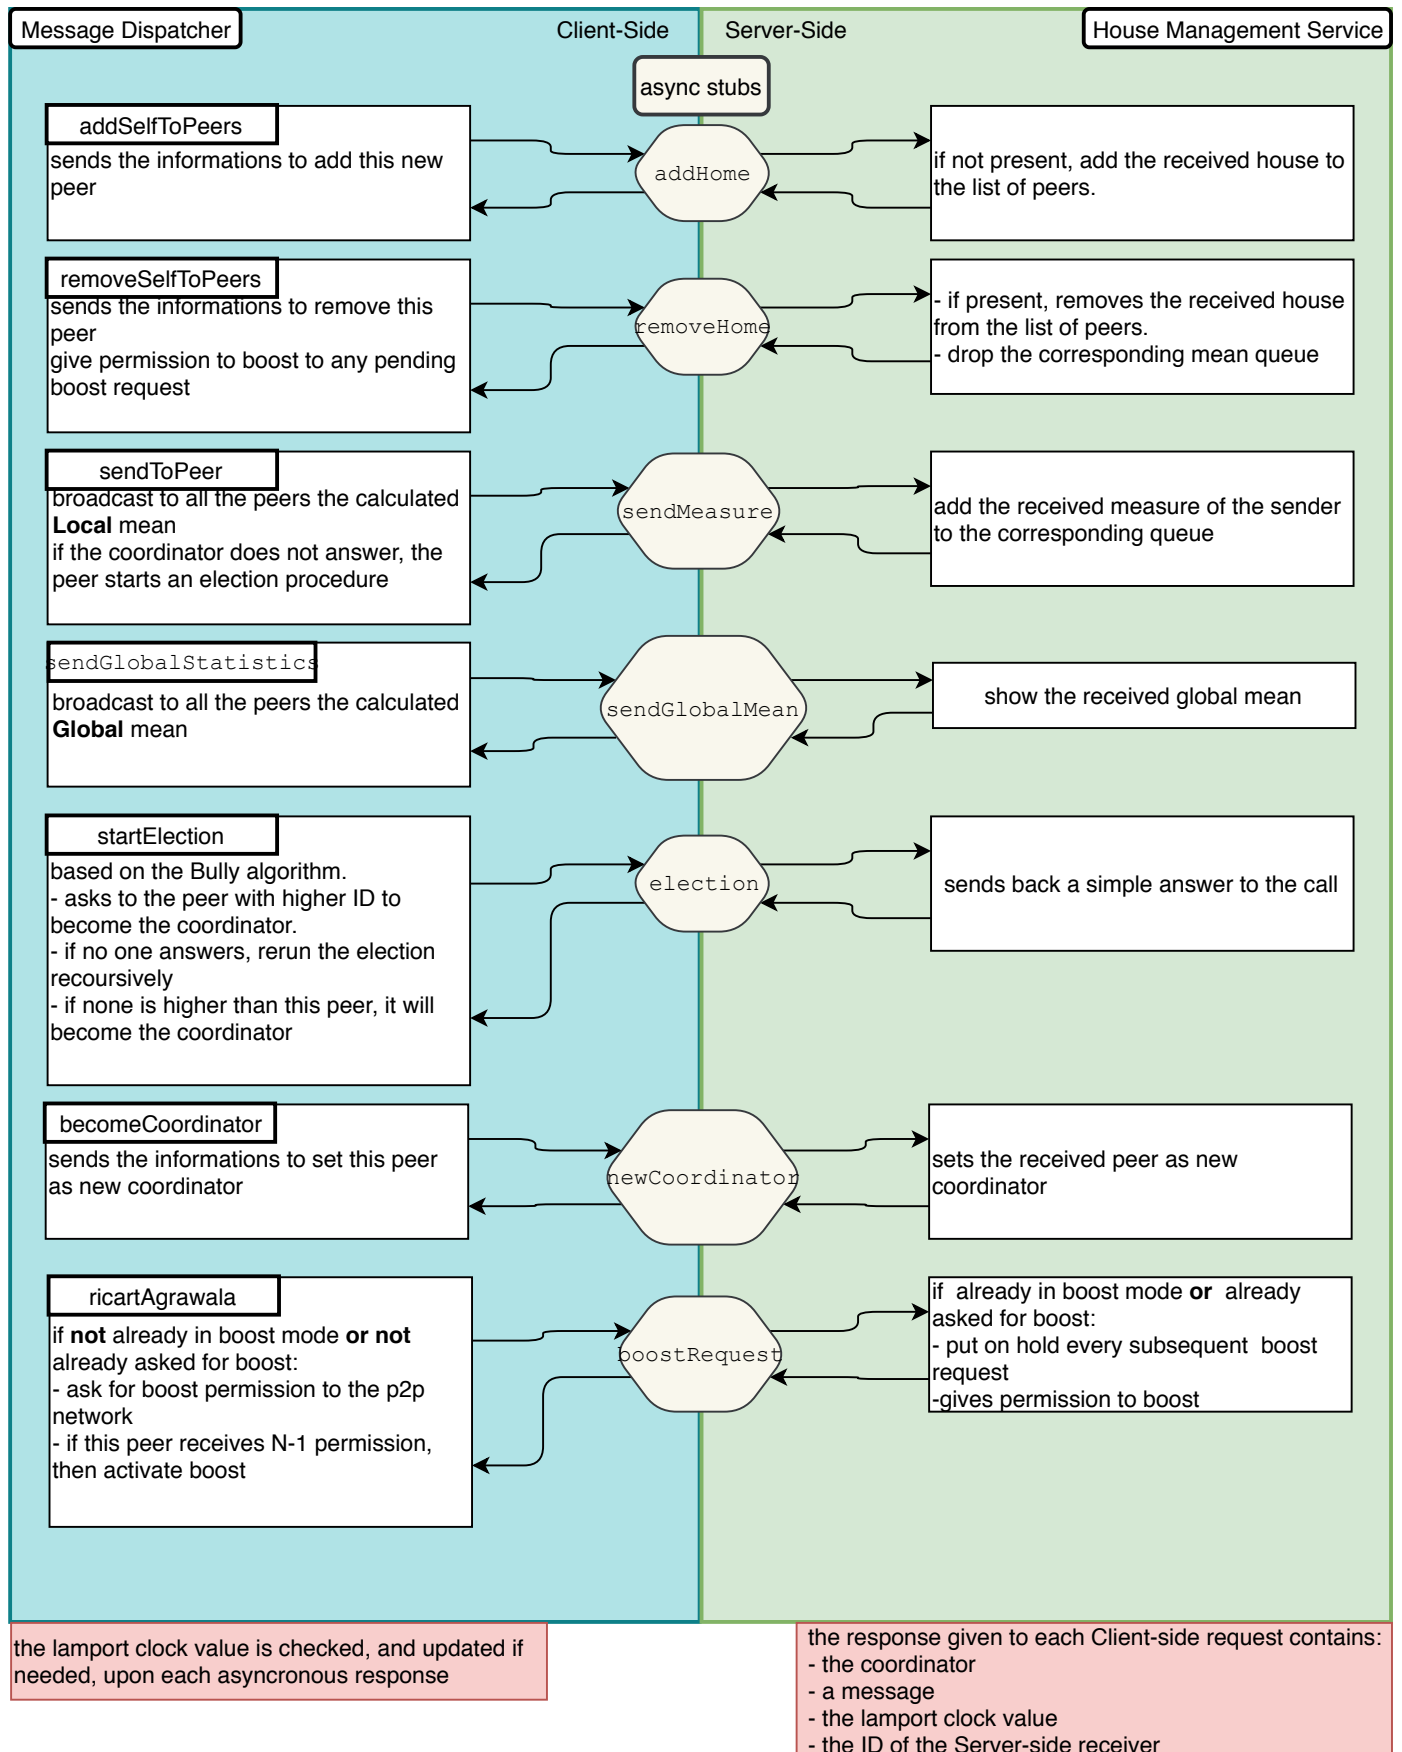 Message Dispatcher
Client-Side
Server-Side
House Management Service
async stubs
addSelfToPeers
sends the informations to add this new
peer
addHome
if not present, add the received house to
the list of peers.
removeSelfToPeers
sends the informations to remove this
peer
give permission to boost to any pending
boost request
removeHome
- if present, removes the received house
from the list of peers.
- drop the corresponding mean queue
sendToPeer
broadcast to all the peers the calculated
Local mean
if the coordinator does not answer, the
peer starts an election procedure
sendMeasure
add the received measure of the sender
to the corresponding queue
sendGlobalStatistics
broadcast to all the peers the calculated
Global mean
sendGlobalMean
show the received global mean
startElection
based on the Bully algorithm.
- asks to the peer with higher ID to
become the coordinator.
- if no one answers, rerun the election
recoursively
- if none is higher than this peer, it will
become the coordinator
election
sends back a simple answer to the call
becomeCoordinator
sends the informations to set this peer
as new coordinator
newCoordinator
sets the received peer as new
coordinator
ricartAgrawala
if not already in boost mode or not
already asked for boost:
- ask for boost permission to the p2p
network
- if this peer receives N-1 permission,
then activate boost
boostRequest
if  already in boost mode or  already
asked for boost:
- put on hold every subsequent  boost
request
-gives permission to boost
the lamport clock value is checked, and updated if
needed, upon each asyncronous response
the response given to each Client-side request contains:
- the coordinator
- a message
- the lamport clock value
- the ID of the Server-side receiver